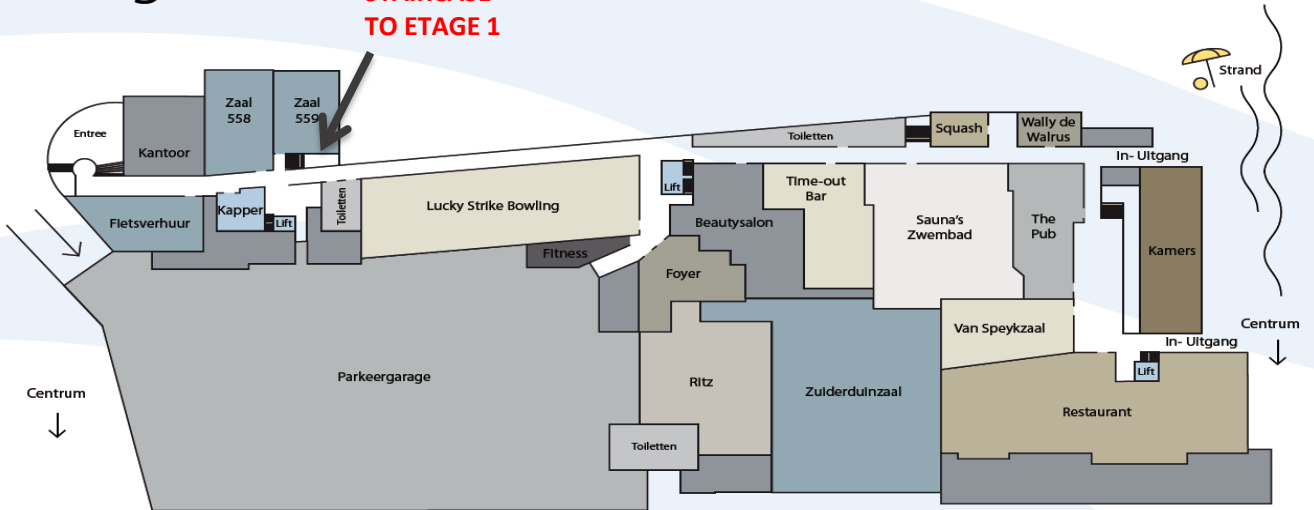 TO ETAGE 1
Strand
Zaal
558
Zaal
559
Entree
Kantoor
Toiletten
Squash
Wally de
Walrus
In- Uitgang
Lift
Time-out
Bar
Kapper
Lift
Toiletten
Lucky Strike Bowling
Fietsverhuur
Beautysalon
Sauna's
Zwembad
The
Pub
Kamers
Fitness
Foyer
Van Speykzaal
Centrum
In- Uitgang
Lift
Parkeergarage
Ritz
Zuiderduinzaal
Restaurant
Centrum
Toiletten